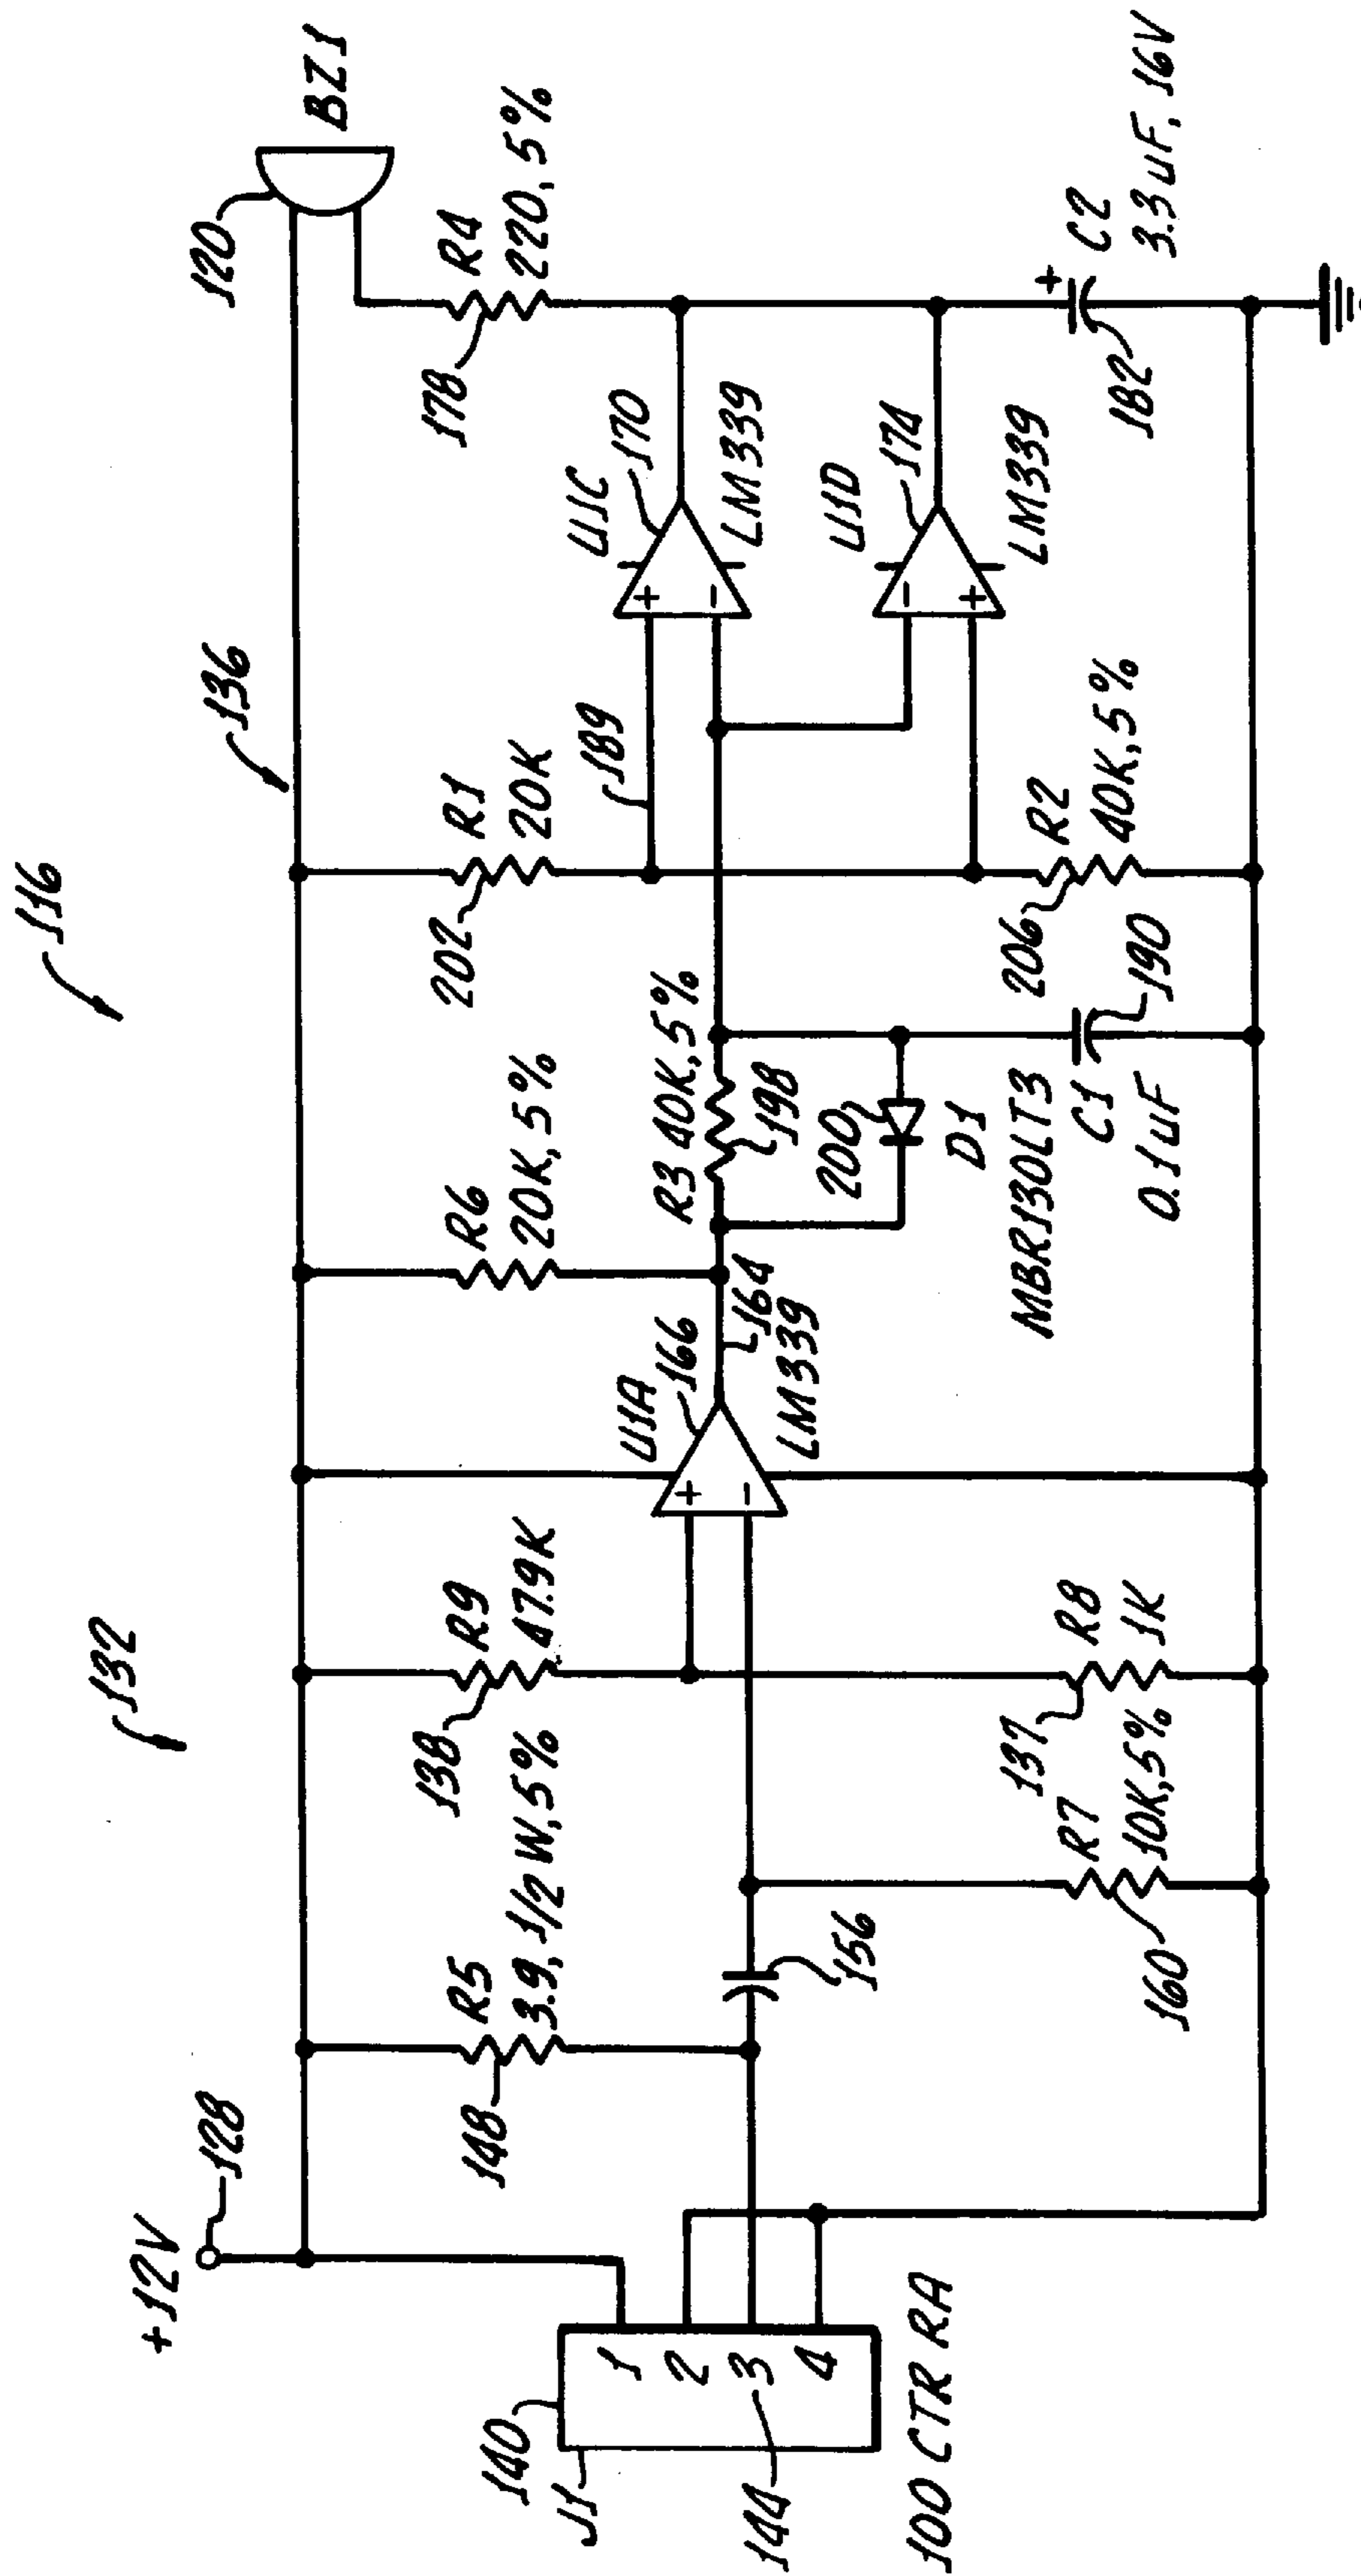 116
132
136
+12V
128
120
BZ1
R5
3.9, 1/2 W, 5%
148
R9
47.9K
138
R6
20K, 5%
R1
20K
202
R4
220, 5%
178
189
U1C
170
+
-
LM339
U1A
166
+
-
164
LM339
R3 40K, 5%
198
200
D1
MBR130LT3
U1D
174
-
+
LM339
140
J1
1
2
3
4
144
100 CTR RA
156
R7
10K, 5%
160
R8
1K
137
C1
0.1uF
190
R2
40K, 5%
206
+
C2
3.3uF, 16V
182